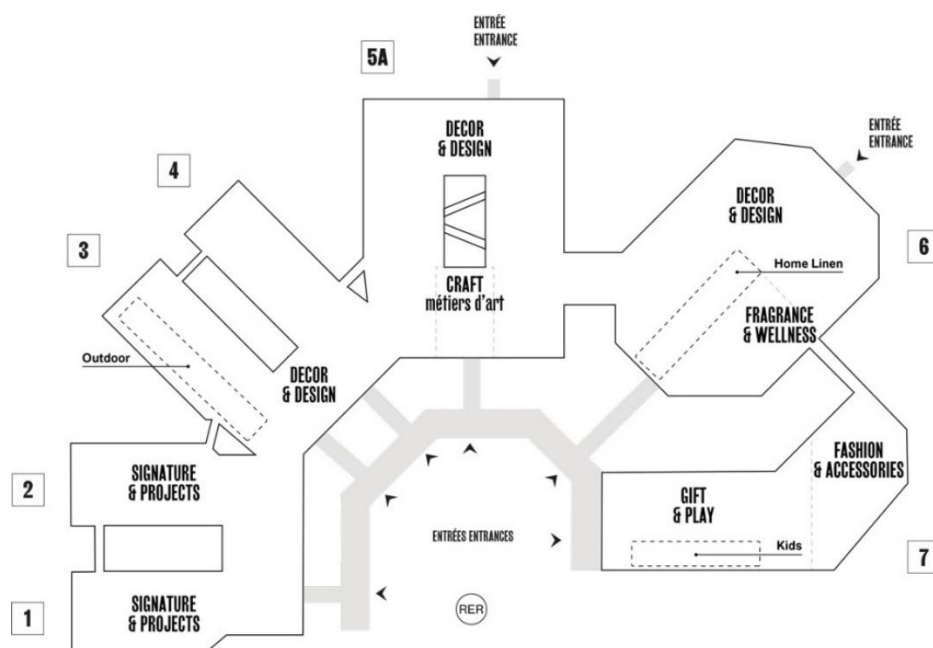 5A
ENTRÉE
ENTRANCE
DECOR
& DESIGN
ENTRÉE
ENTRANCE
4
DECOR
& DESIGN
3
6
Home Linen
CRAFT
métiers d'art
FRAGRANCE
& WELLNESS
Outdoor
DECOR
& DESIGN
FASHION
& ACCESSORIES
2
SIGNATURE
& PROJECTS
GIFT
& PLAY
ENTRÉES ENTRANCES
Kids
7
1
SIGNATURE
& PROJECTS
RER